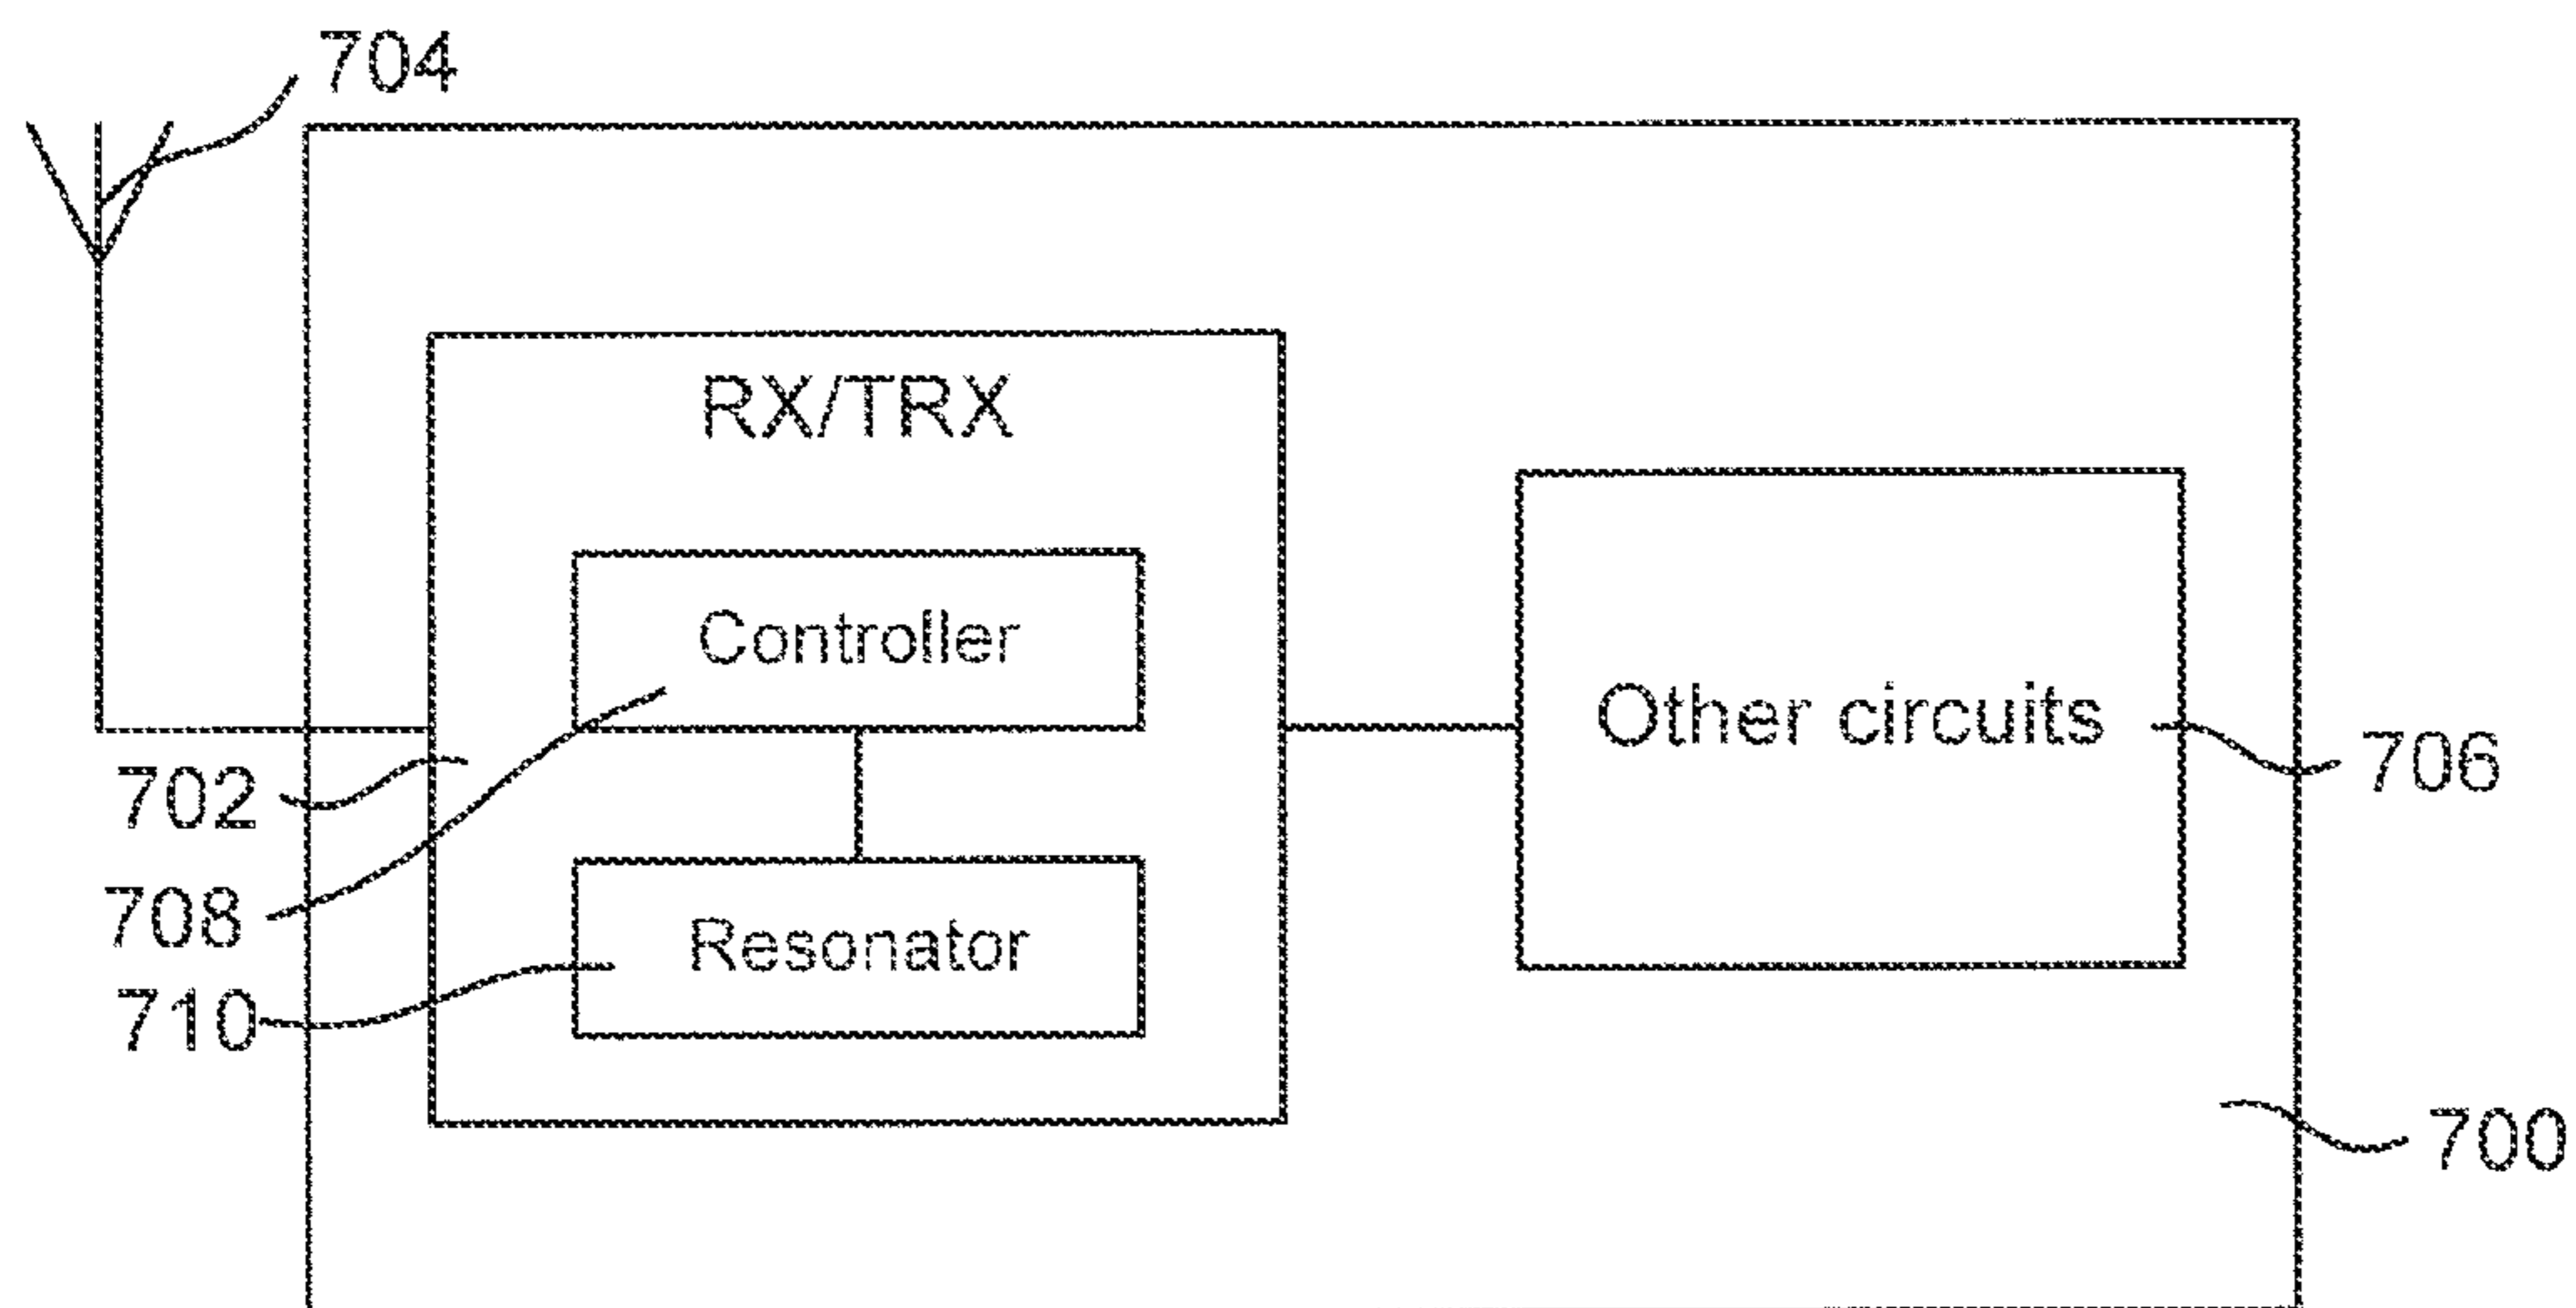 704
RX/TRX
Controller
Other circuits
706
702
708
Resonator
710
700